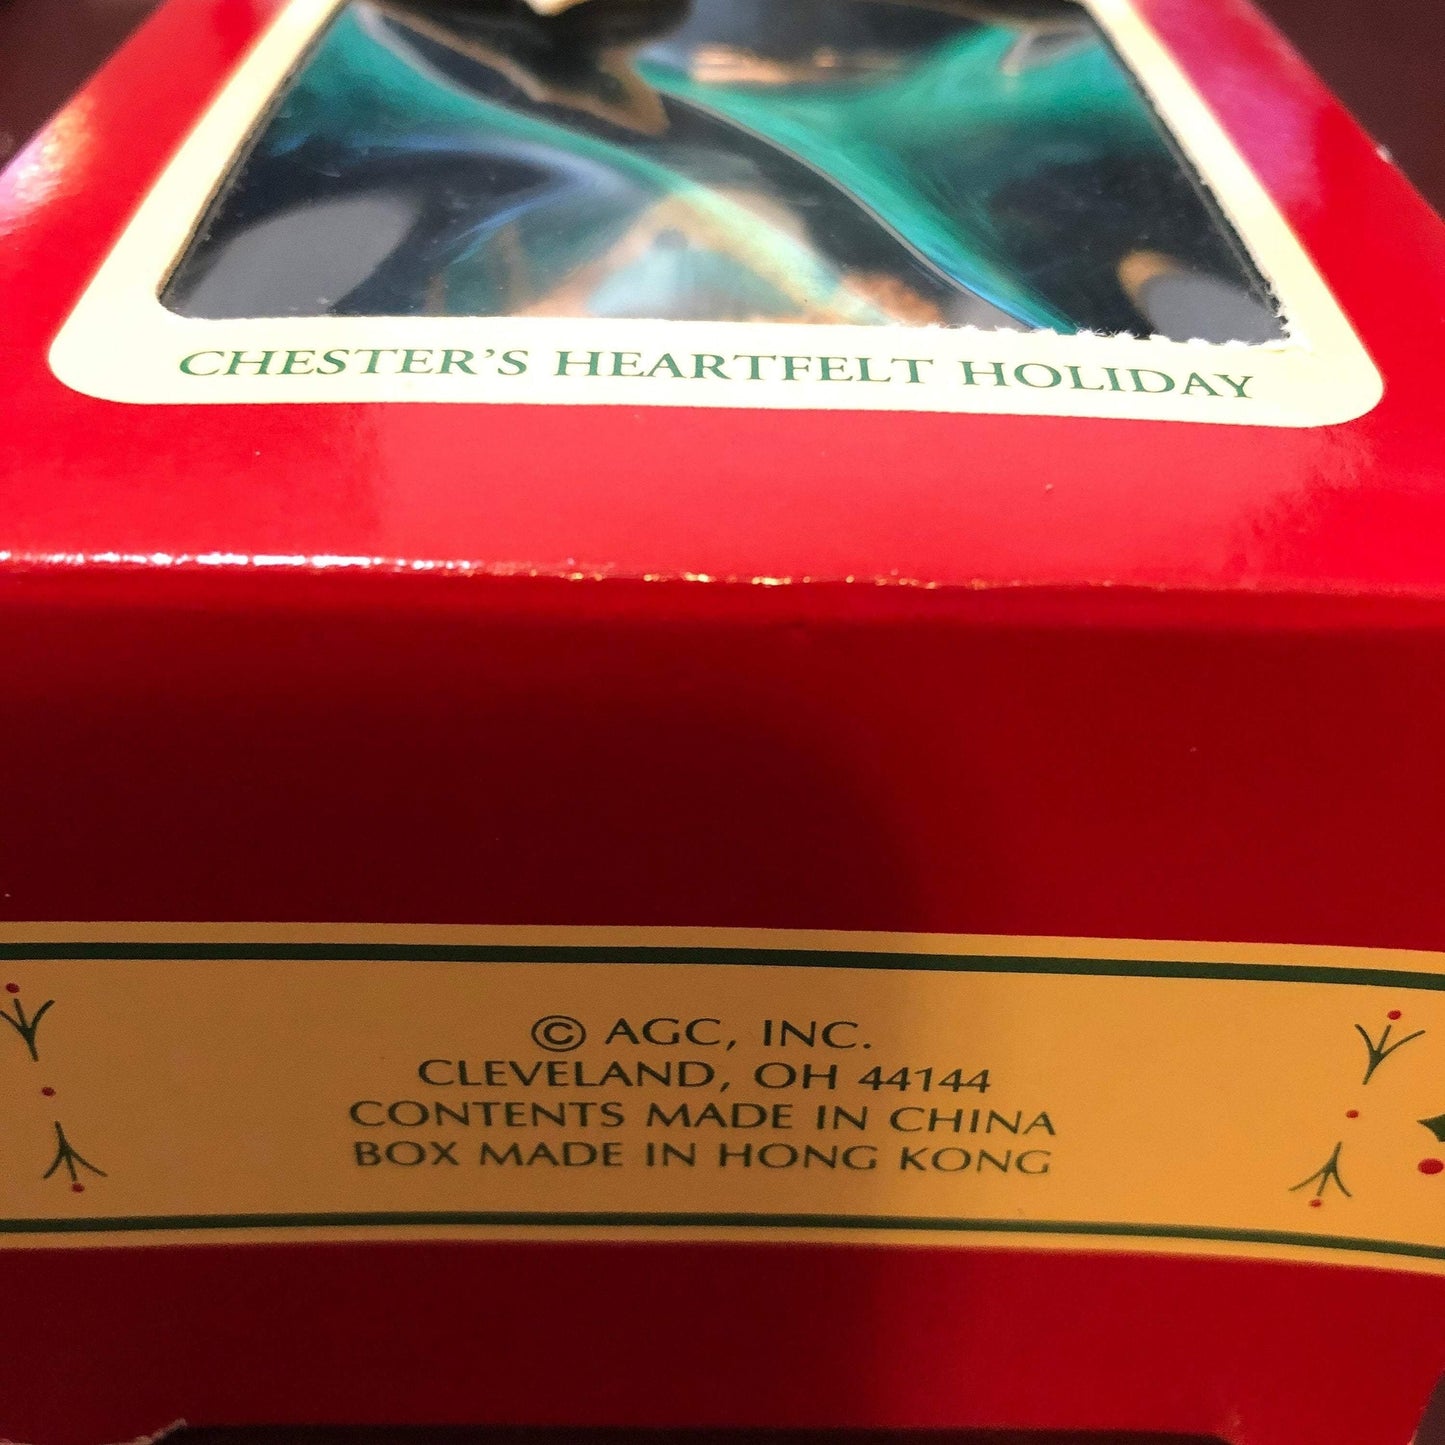 CHESTER'S HEARTFELT HOLIDAY
© AGC, INC.
CLEVELAND, OH 44144
CONTENTS MADE IN CHINA
BOX MADE IN HONG KONG